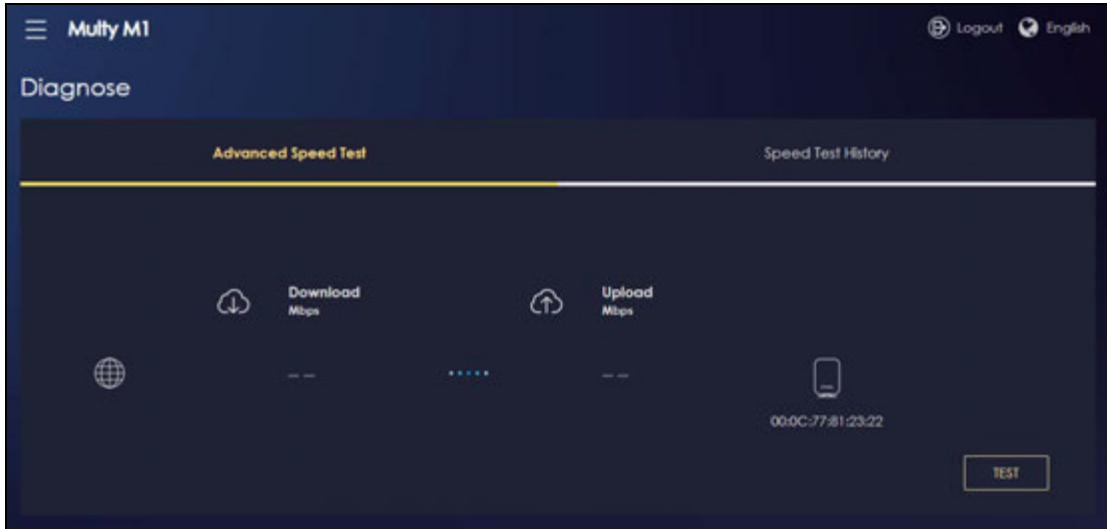 Multy M1
Logout English
Diagnose
Advanced Speed Test Speed Test History
Download Upload
Mbps Mbps
-- --
00:0C:77:81:23:22
TEST